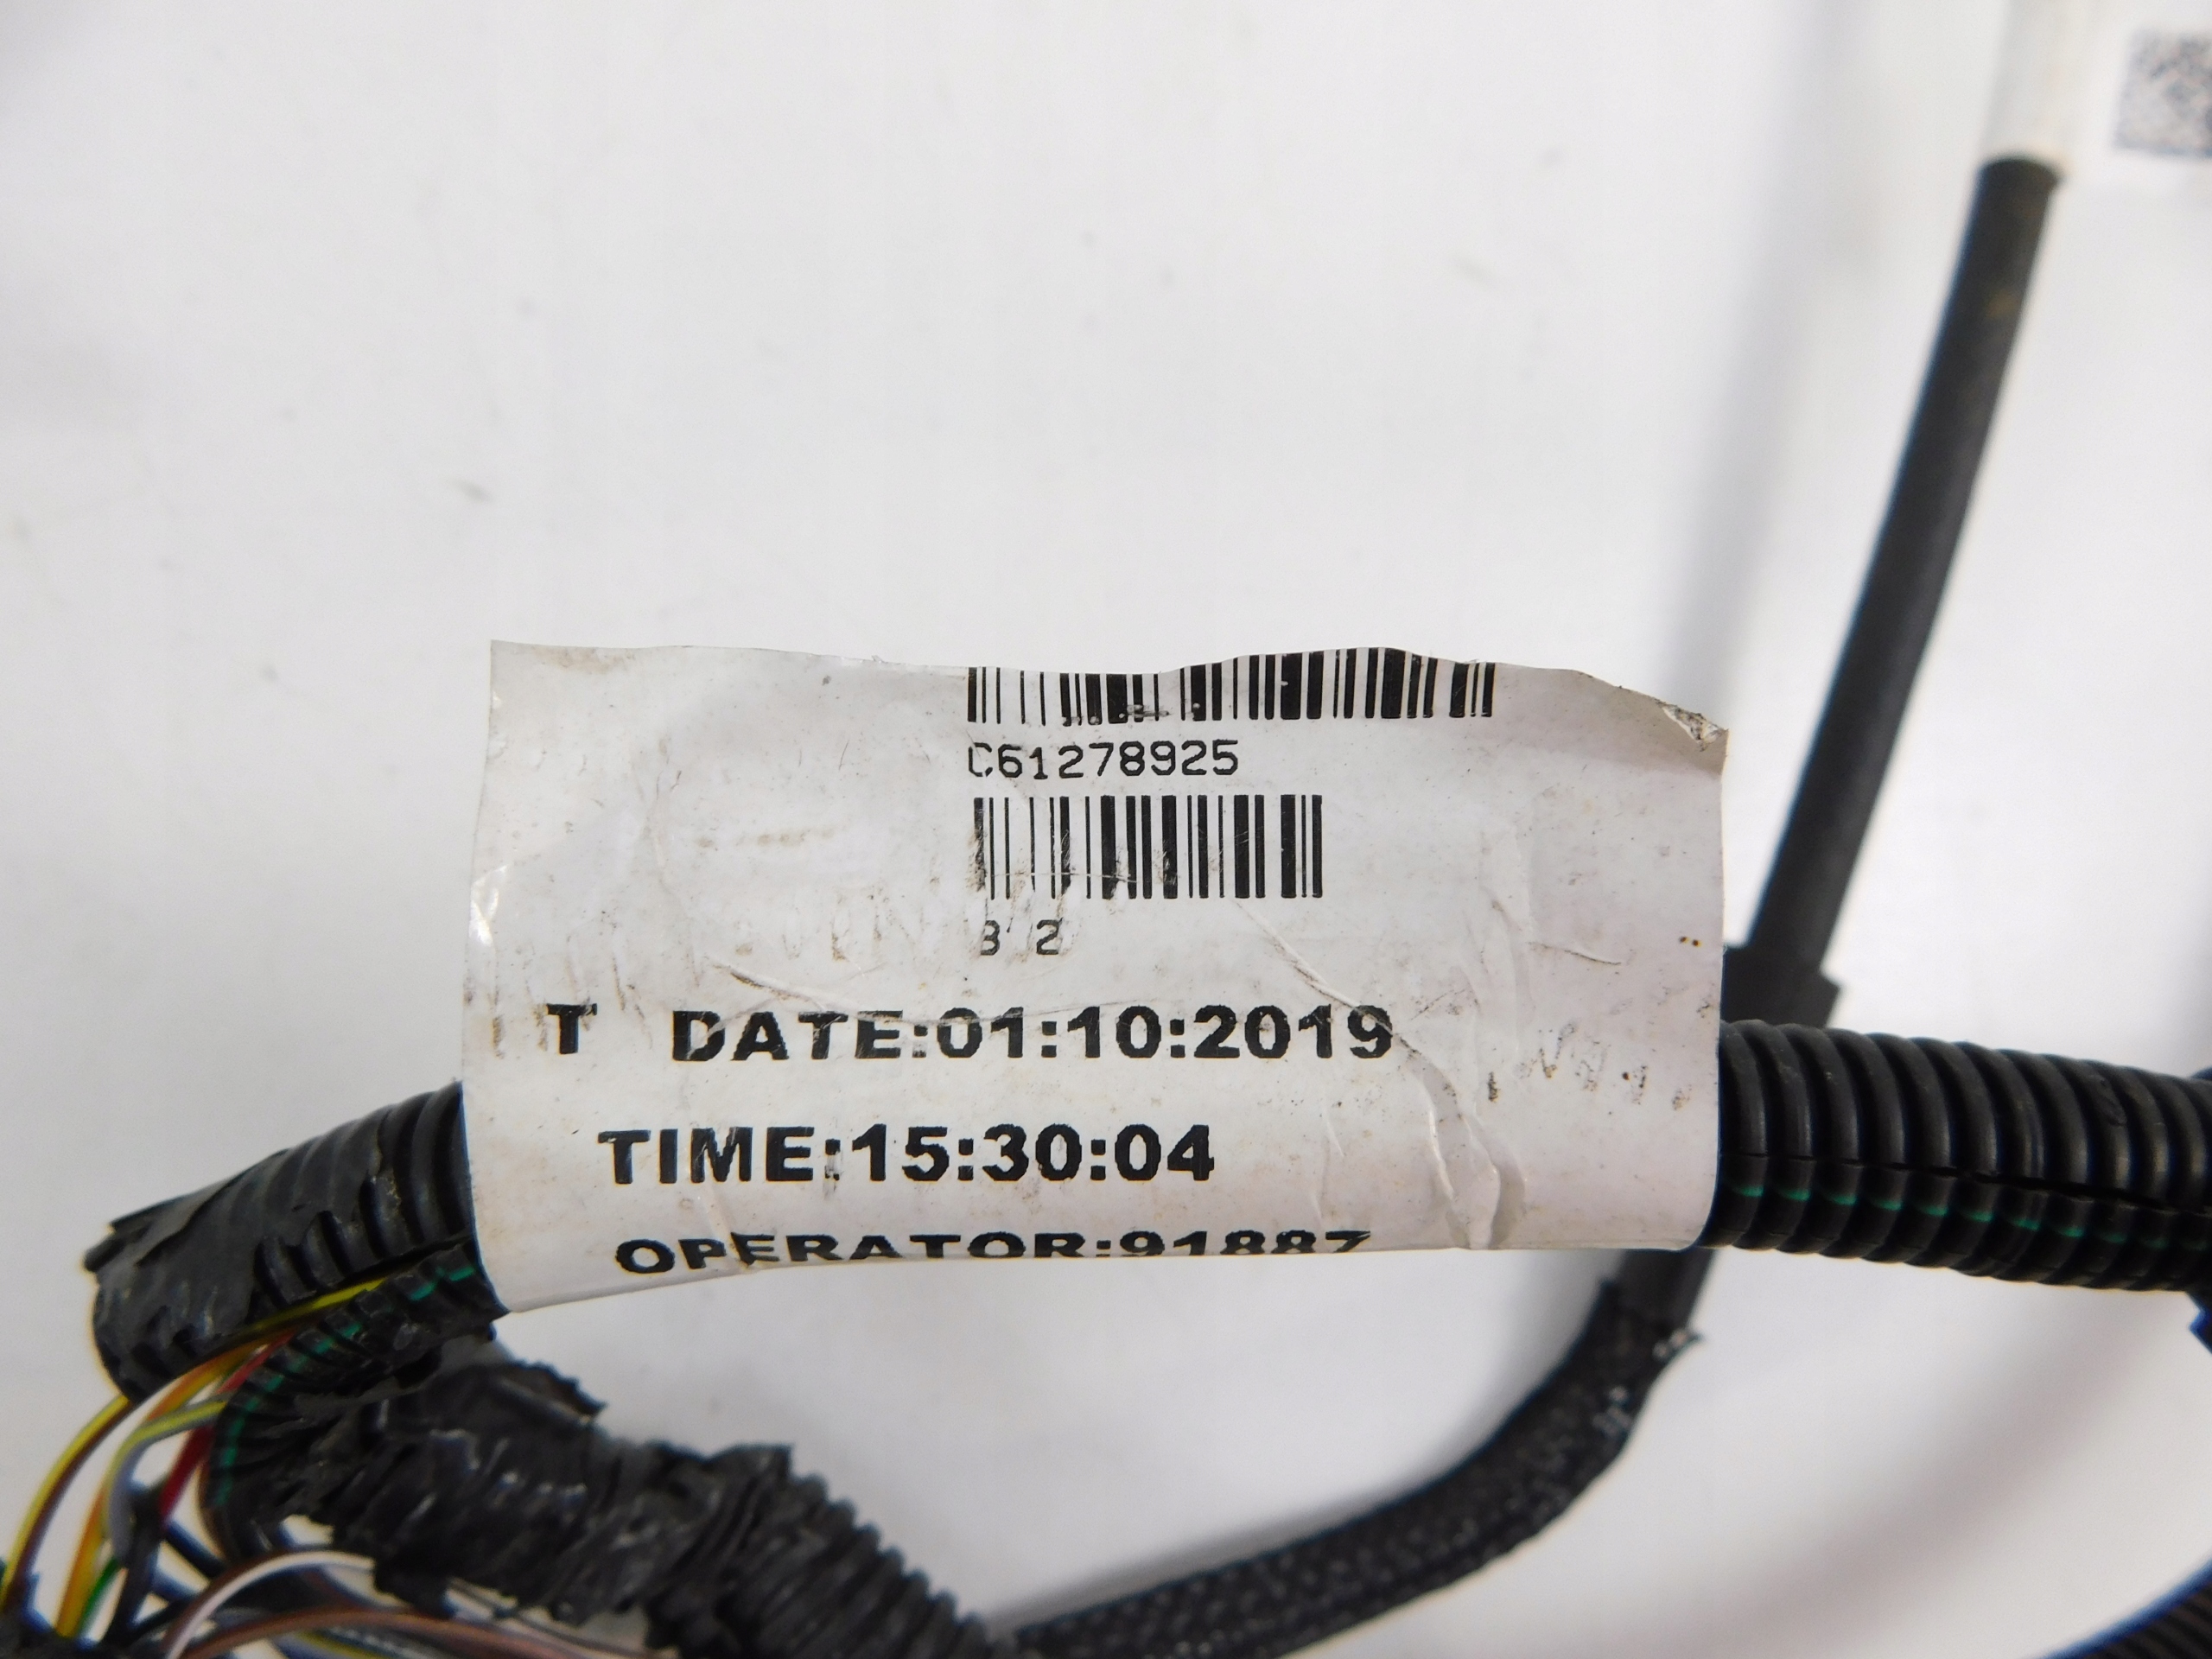 C61278925
3 2
T DATE:01:10:2019
TIME:15:30:04
OPERATOR:91887